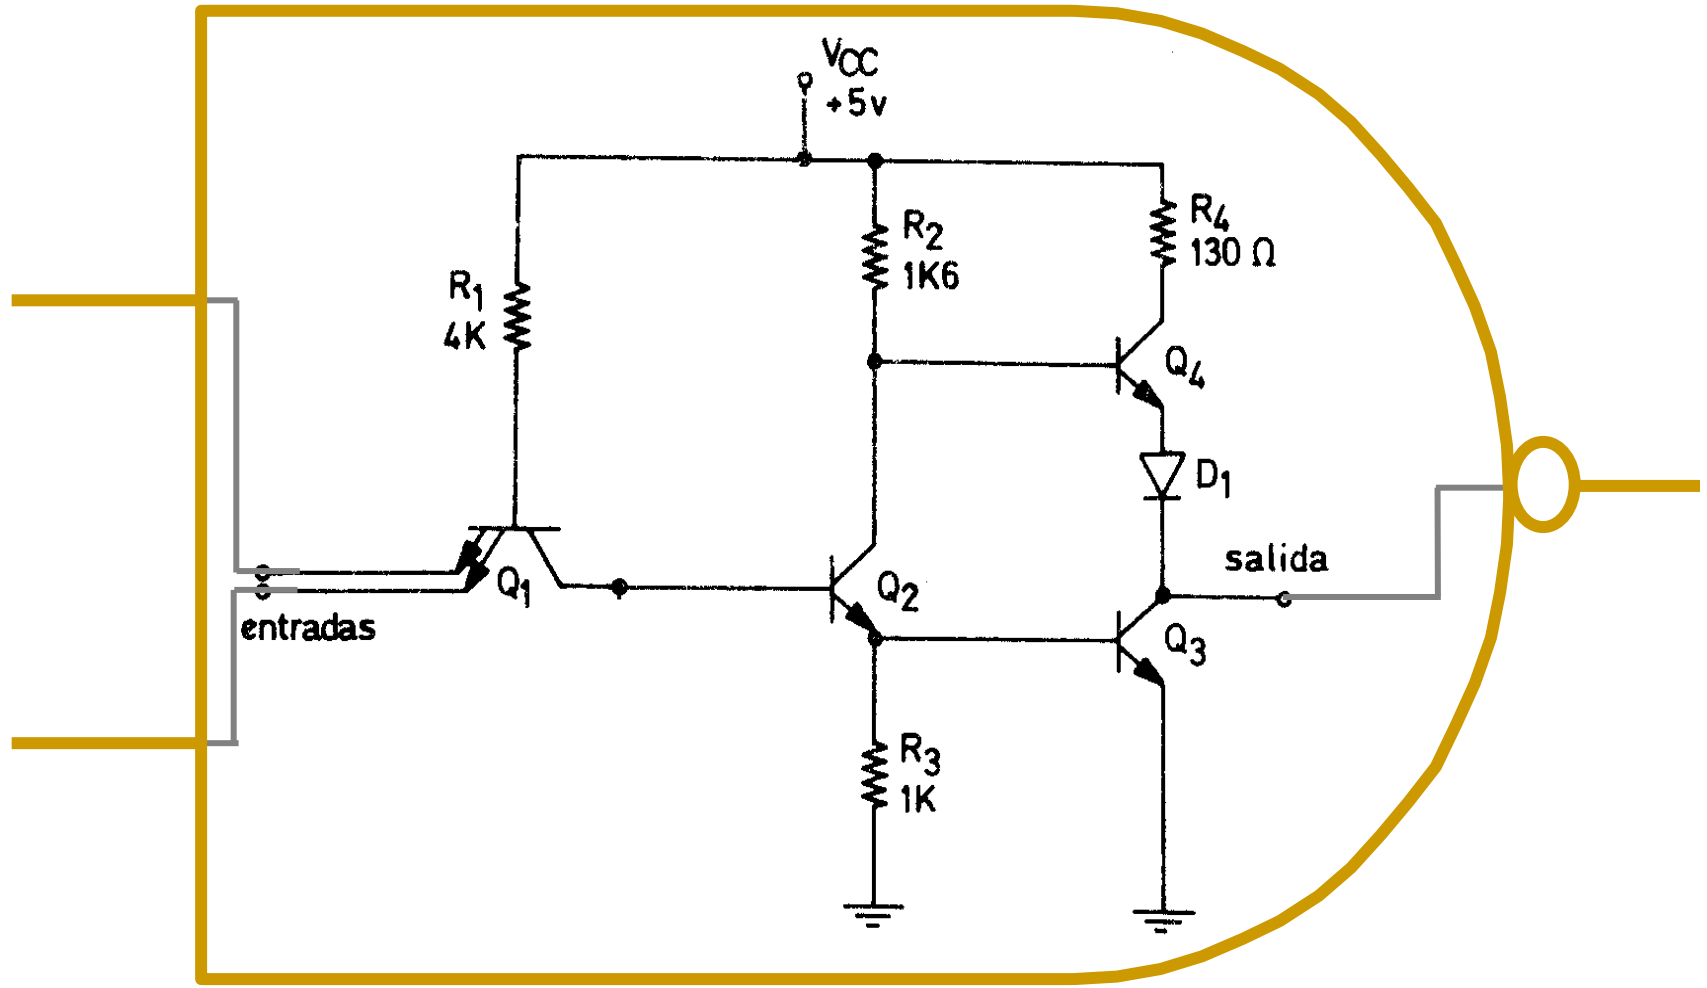 VCC
+5v
R1
4K
R2
1K6
R4
130 Ω
Q4
D1
Q1
entradas
Q2
salida
Q3
R3
1K